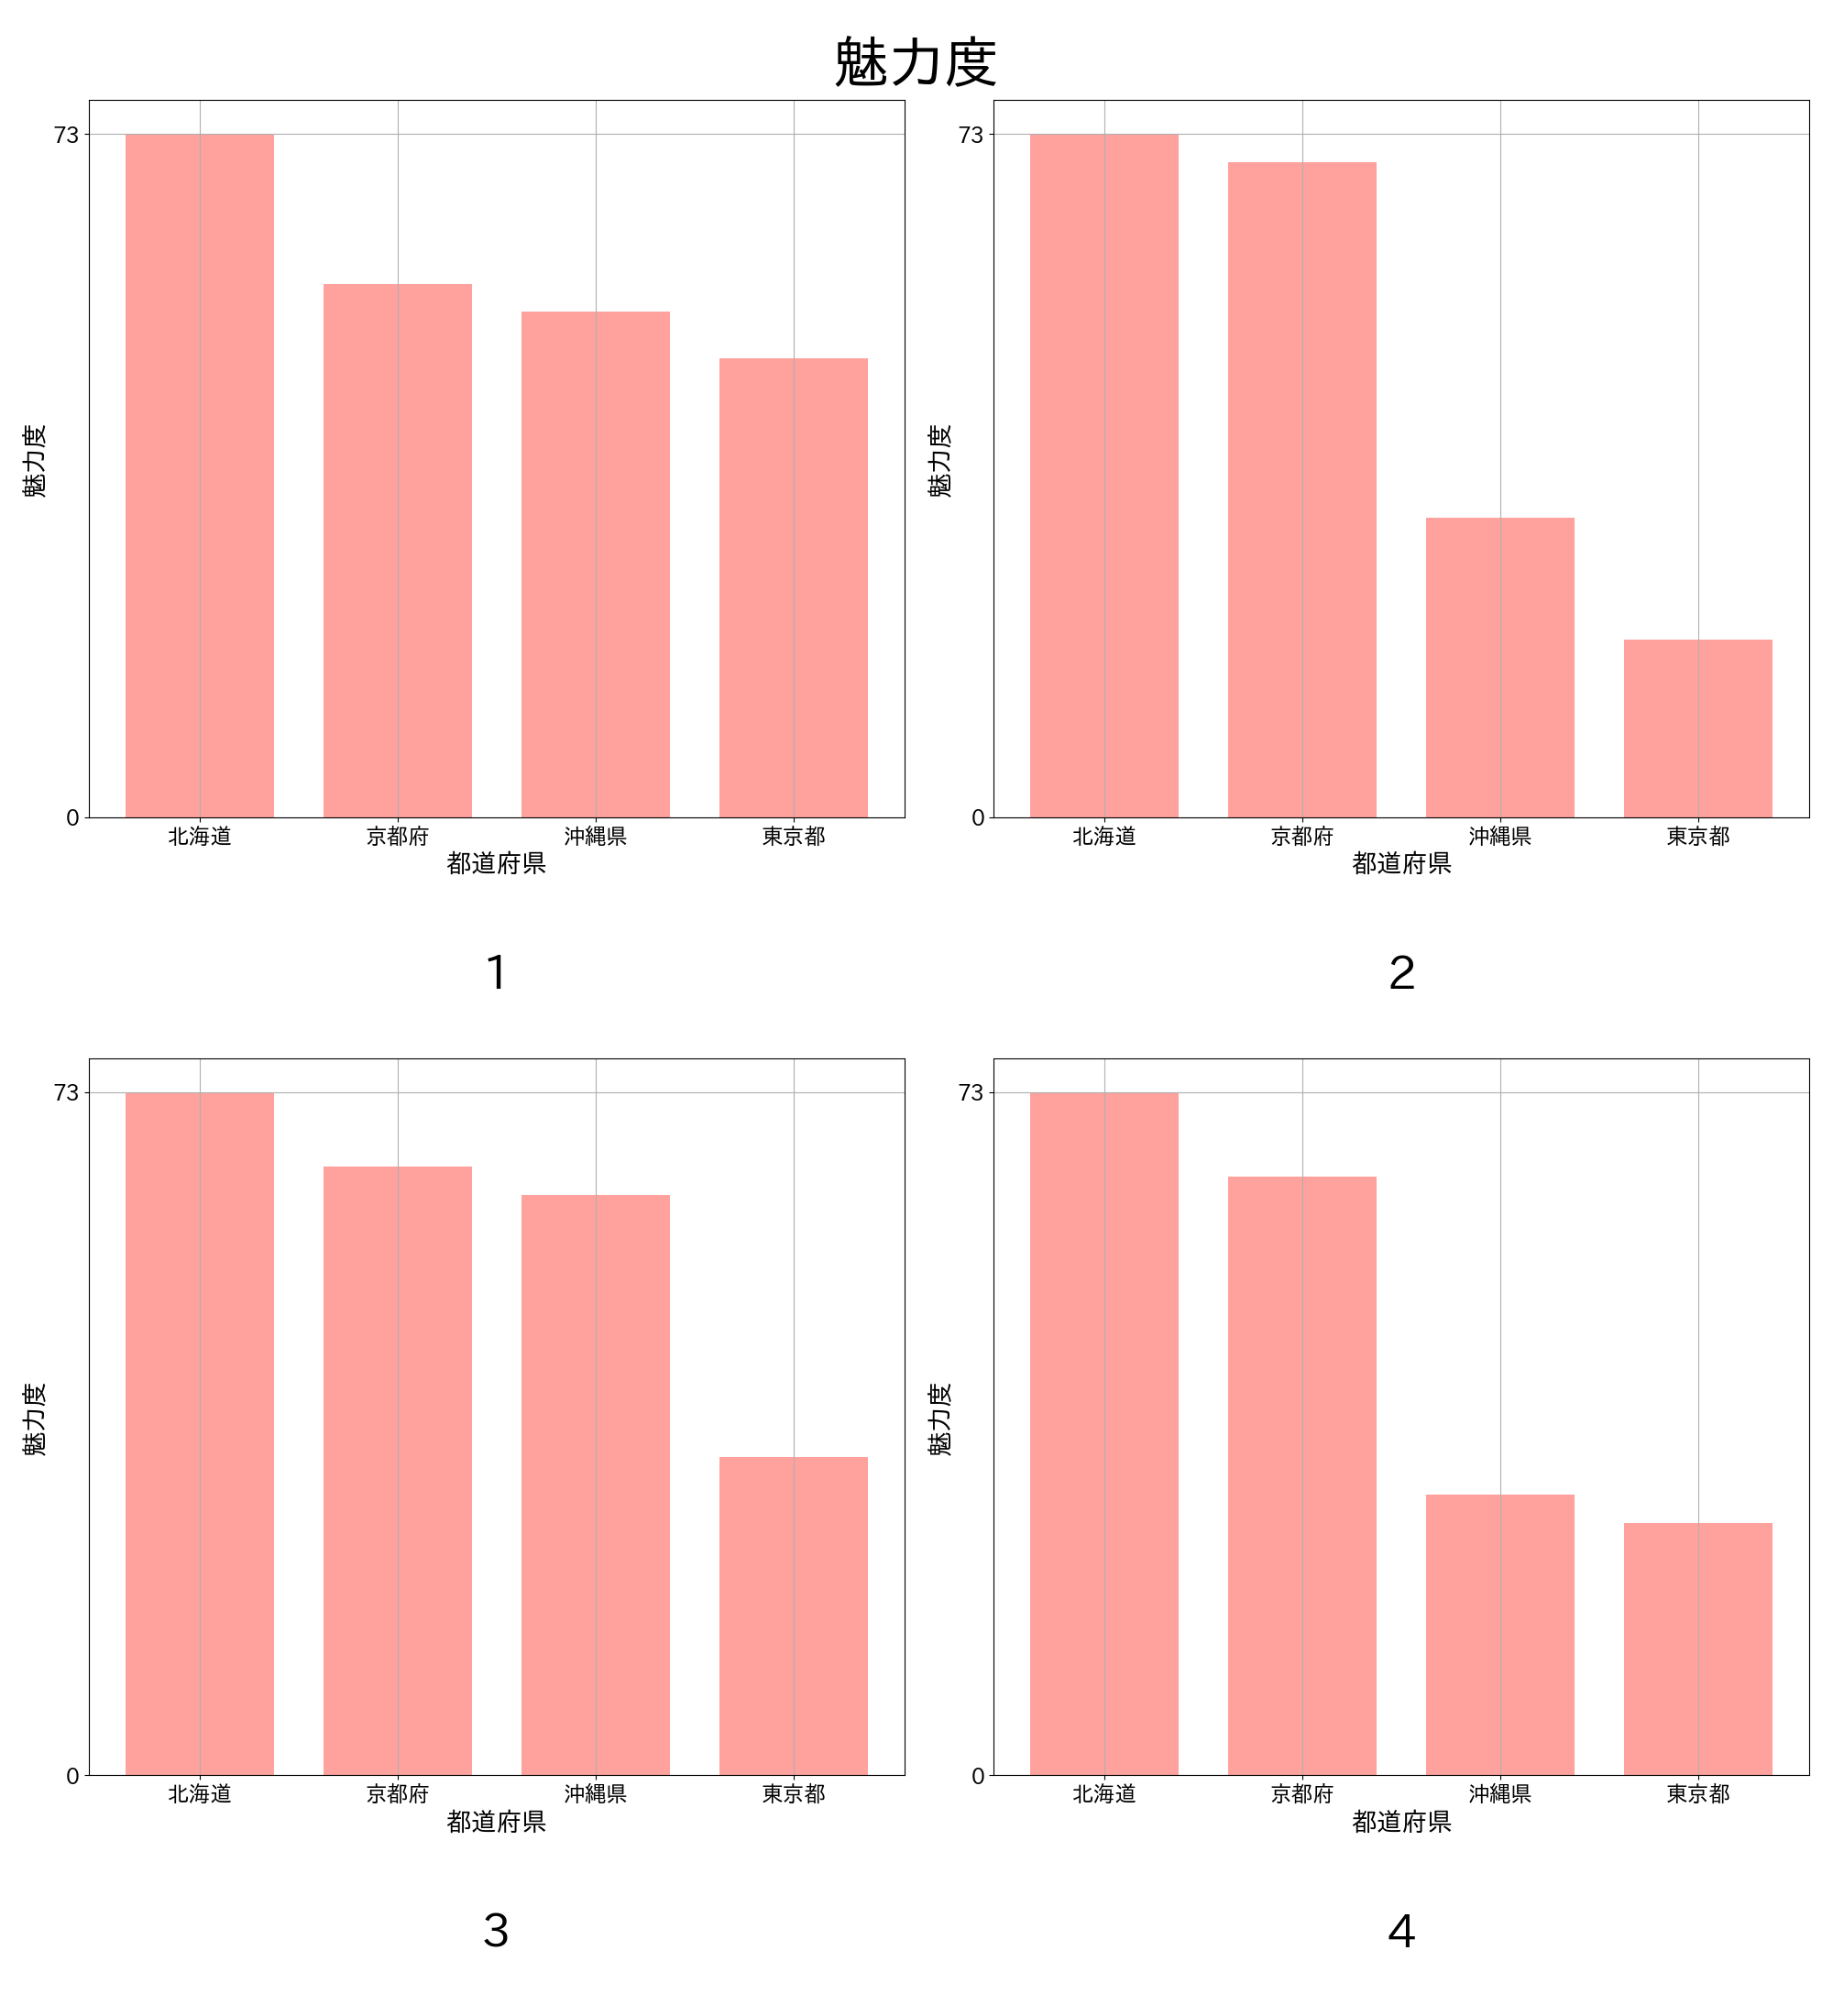 魅力度
73
0
魅力度
北海道 京都府 沖縄県 東京都
都道府県
1
73
0
魅力度
北海道 京都府 沖縄県 東京都
都道府県
2
73
0
魅力度
北海道 京都府 沖縄県 東京都
都道府県
3
73
0
魅力度
北海道 京都府 沖縄県 東京都
都道府県
4